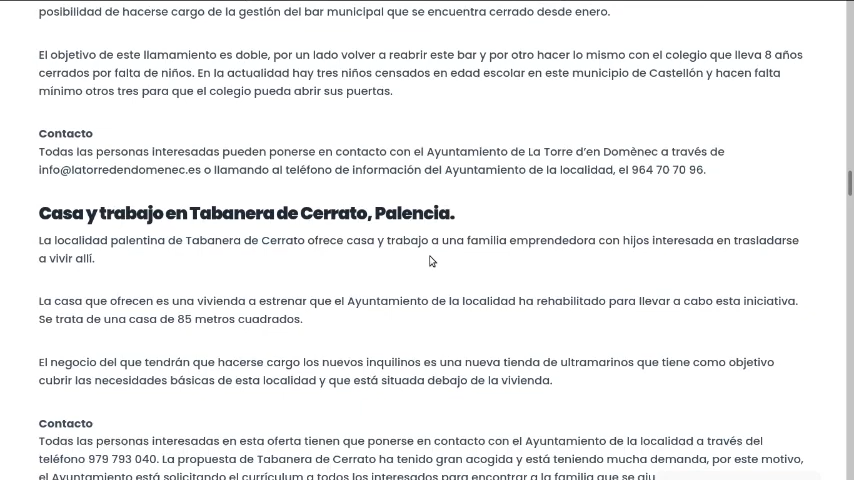 posibilidad de hacerse cargo de la gestión del bar municipal que se encuentra cerrado desde enero.
El objetivo de este llamamiento es doble, por un lado volver a reabrir este bar y por otro hacer lo mismo con el colegio que lleva 8 años
cerrados por falta de niños. En la actualidad hay tres niños censados en edad escolar en este municipio de Castellón y hacen falta
mínimo otros tres para que el colegio pueda abrir sus puertas.
Contacto
Todas las personas interesadas pueden ponerse en contacto con el Ayuntamiento de La Torre d'en Domènec a través de
info@latorredendomenec.es o llamando al teléfono de información del Ayuntamiento de la localidad, el 964 70 70 96.
Casa y trabajo en Tabanera de Cerrato, Palencia.
La localidad palentina de Tabanera de Cerrato ofrece casa y trabajo a una familia emprendedora con hijos interesada en trasladarse
a vivir allí.
La casa que ofrecen es una vivienda a estrenar que el Ayuntamiento de la localidad ha rehabilitado para llevar a cabo esta iniciativa.
Se trata de una casa de 85 metros cuadrados.
El negocio del que tendrán que hacerse cargo los nuevos inquilinos es una nueva tienda de ultramarinos que tiene como objetivo
cubrir las necesidades básicas de esta localidad y que está situada debajo de la vivienda.
Contacto
Todas las personas interesadas en esta oferta tienen que ponerse en contacto con el Ayuntamiento de la localidad a través del
teléfono 979 793 040. La propuesta de Tabanera de Cerrato ha tenido gran acogida y está teniendo mucha demanda, por este motivo,
el Ayuntamiento está solicitando el currículum a todos los interesados para encontrar a la familia que se